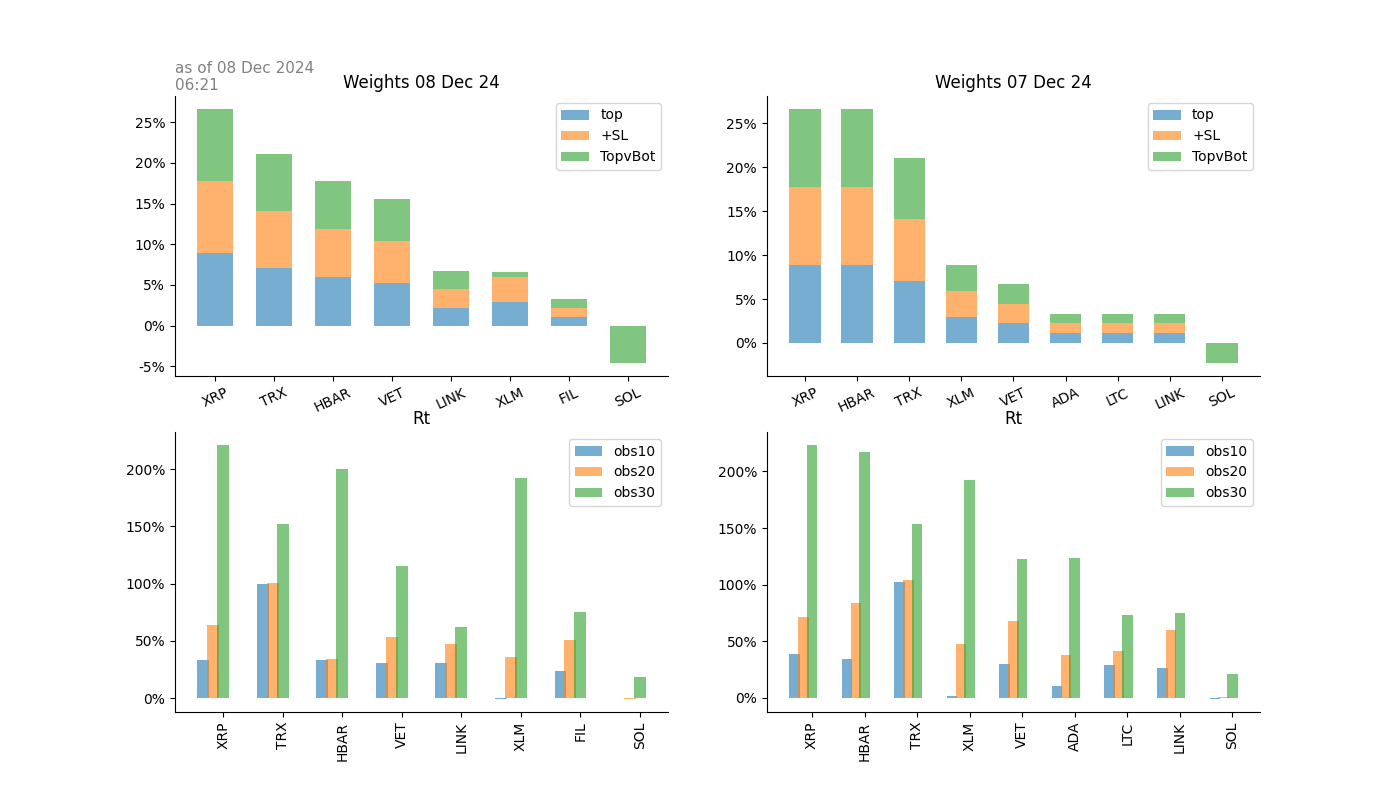 as of 08 Dec 2024
06:21
Weights 08 Dec 24
25%
20%
15%
10%
5%
0%
-5%
top
+SL
TopvBot
XRP
TRX
HBAR
VET
LINK
XLM
FIL
SOL
Weights 07 Dec 24
25%
20%
15%
10%
5%
0%
top
+SL
TopvBot
XRP
HBAR
TRX
XLM
VET
ADA
LTC
LINK
SOL
Rt
200%
150%
100%
50%
0%
obs10
obs20
obs30
XRP
TRX
HBAR
VET
LINK
XLM
FIL
SOL
Rt
200%
150%
100%
50%
0%
obs10
obs20
obs30
XRP
HBAR
TRX
XLM
VET
ADA
LTC
LINK
SOL